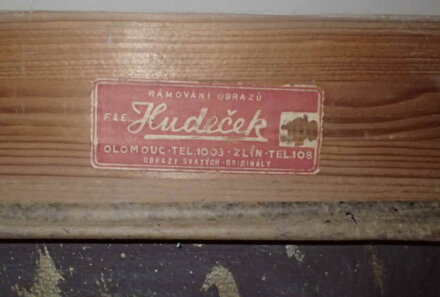 RÁMOVÁNÍ OBRAZŮ
F.&E. Hudeček
OLOMOUC-TEL.1003-ZLÍN-TEL.108
OBRAZY SVATÝCH-ORIGINÁLY